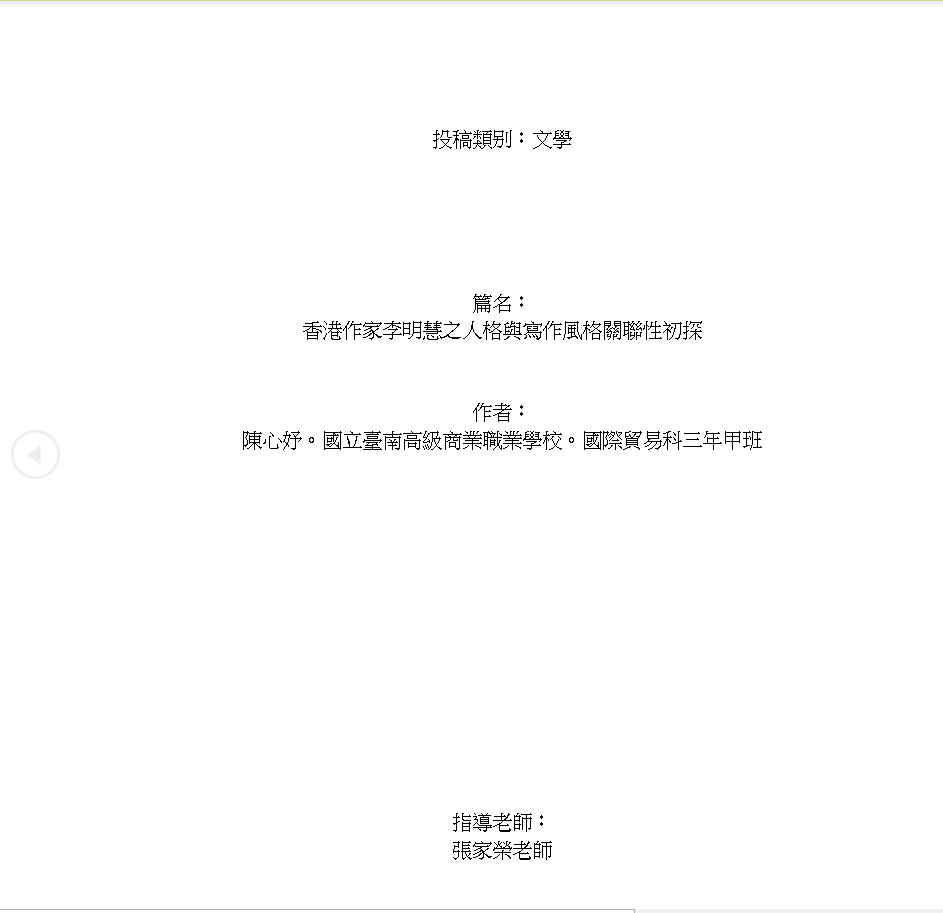 投稿類別：文學
篇名：
香港作家李明慧之人格與寫作風格關聯性初探
作者：
陳心妤。國立臺南高級商業職業學校。國際貿易科三年甲班
指導老師：
張家榮老師